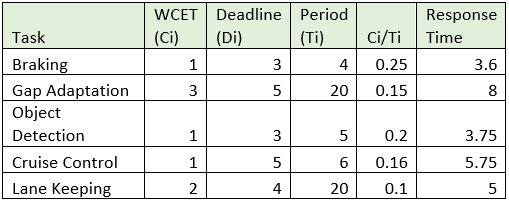 Task WCET (Ci) Deadline (Di) Period (Ti) Ci/Ti Response Time
Braking 1 3 4 0.25 3.6
Gap Adaptation 3 5 20 0.15 8
Object Detection 1 3 5 0.2 3.75
Cruise Control 1 5 6 0.16 5.75
Lane Keeping 2 4 20 0.1 5